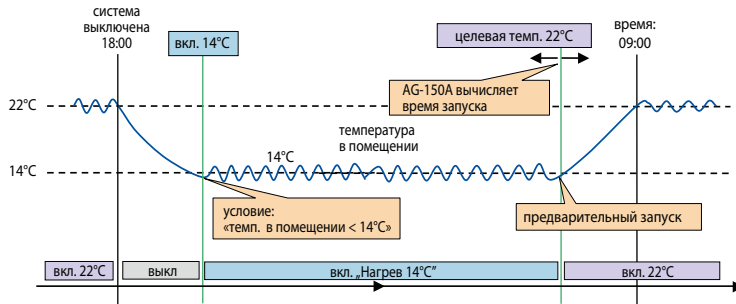 система
выключена
18:00
вкл. 14°C
целевая темп. 22°C
время:
09:00
AG-150A вычисляет
время запуска
22°C
температура
в помещении
14°C
14°C
условие:
«темп. в помещении < 14°C»
предварительный запуск
вкл. 22°C
выкл
вкл. „Нагрев 14°C”
вкл. 22°C